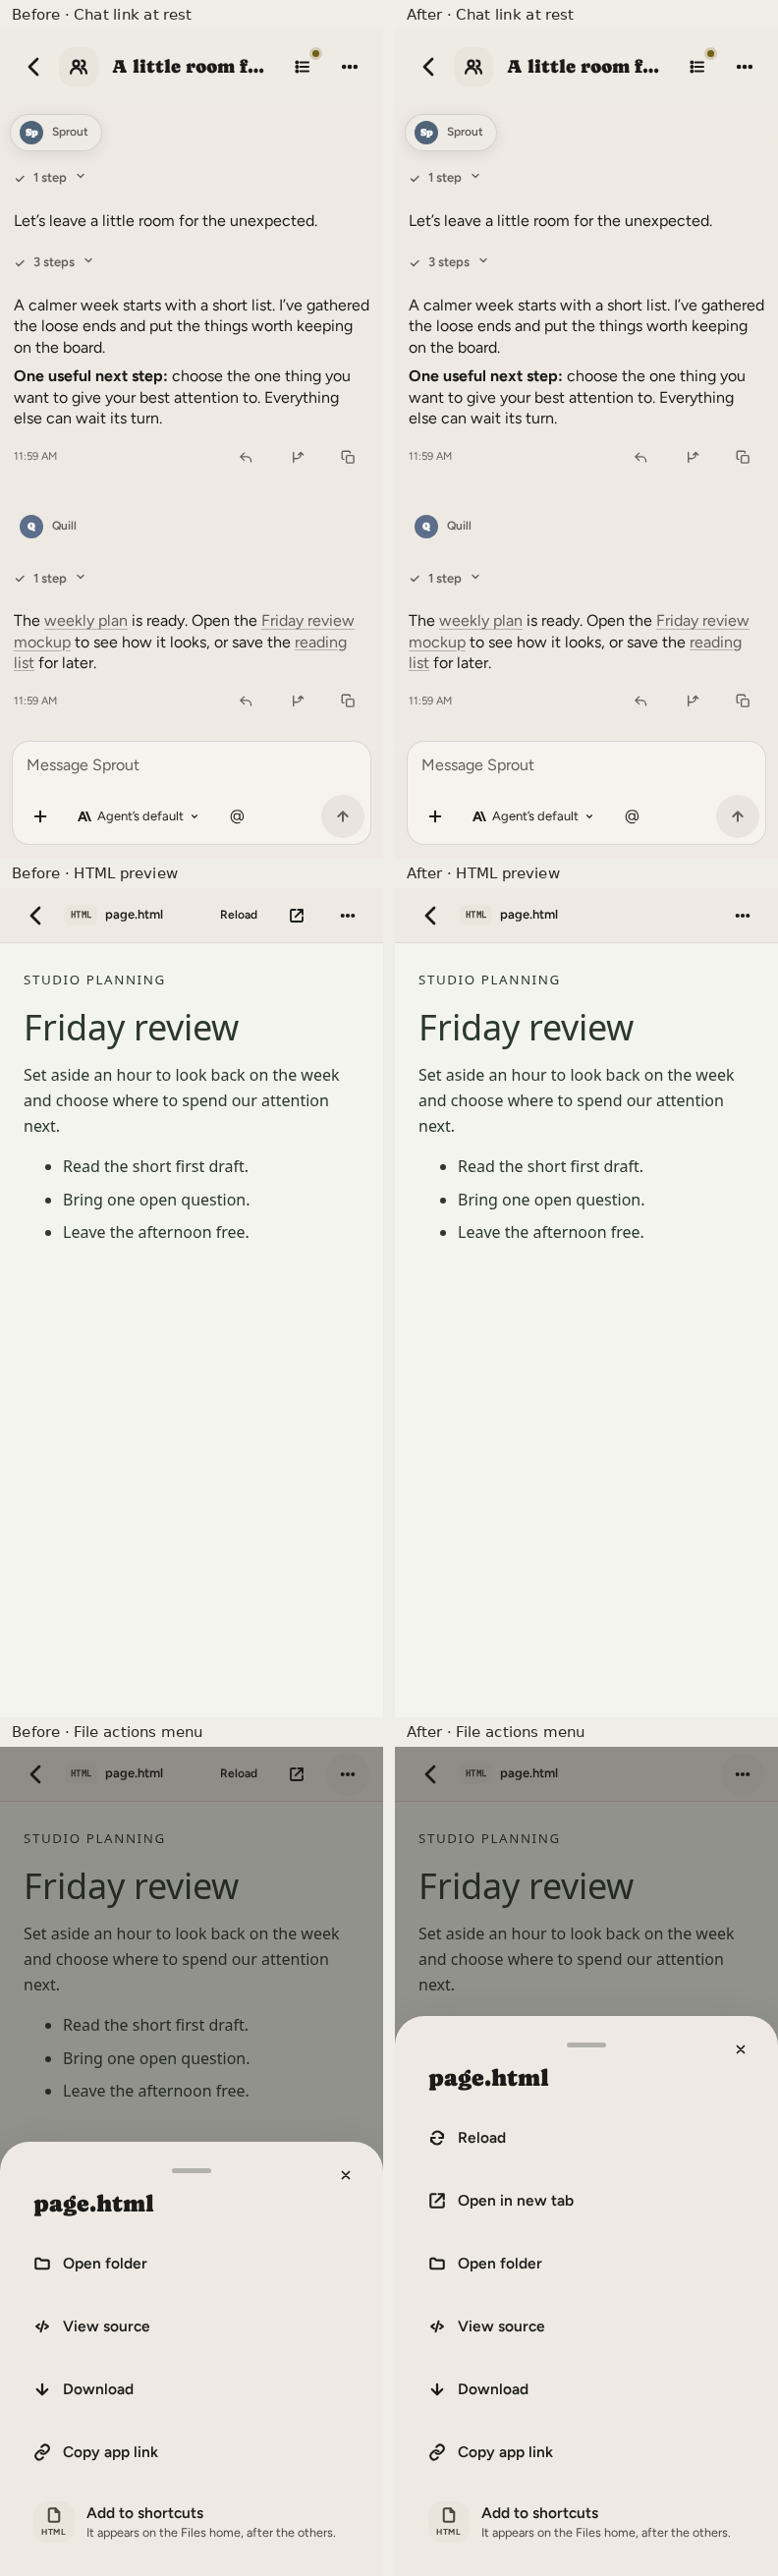 Before · Chat link at rest
After · Chat link at rest
A little room f...
A little room f...
Sp Sprout
Sp Sprout
1 step
1 step
Let’s leave a little room for the unexpected.
Let’s leave a little room for the unexpected.
3 steps
3 steps
A calmer week starts with a short list. I’ve gathered
the loose ends and put the things worth keeping
on the board.
One useful next step: choose the one thing you
want to give your best attention to. Everything
else can wait its turn.
A calmer week starts with a short list. I’ve gathered
the loose ends and put the things worth keeping
on the board.
One useful next step: choose the one thing you
want to give your best attention to. Everything
else can wait its turn.
11:59 AM
11:59 AM
Q Quill
Q Quill
1 step
1 step
The weekly plan is ready. Open the Friday review
mockup to see how it looks, or save the reading
list for later.
The weekly plan is ready. Open the Friday review
mockup to see how it looks, or save the reading
list for later.
11:59 AM
11:59 AM
Message Sprout
Agent’s default @
Message Sprout
Agent’s default @
Before · HTML preview
After · HTML preview
HTML page.html Reload
HTML page.html
STUDIO PLANNING
Friday review
Set aside an hour to look back on the week
and choose where to spend our attention
next.
Read the short first draft.
Bring one open question.
Leave the afternoon free.
STUDIO PLANNING
Friday review
Set aside an hour to look back on the week
and choose where to spend our attention
next.
Read the short first draft.
Bring one open question.
Leave the afternoon free.
Before · File actions menu
After · File actions menu
HTML page.html Reload
STUDIO PLANNING
Friday review
Set aside an hour to look back on the week
and choose where to spend our attention
next.
Read the short first draft.
Bring one open question.
Leave the afternoon free.
page.html
Open folder
View source
Download
Copy app link
HTML
Add to shortcuts
It appears on the Files home, after the others.
HTML page.html
STUDIO PLANNING
Friday review
Set aside an hour to look back on the week
and choose where to spend our attention
next.
page.html
Reload
Open in new tab
Open folder
View source
Download
Copy app link
HTML
Add to shortcuts
It appears on the Files home, after the others.